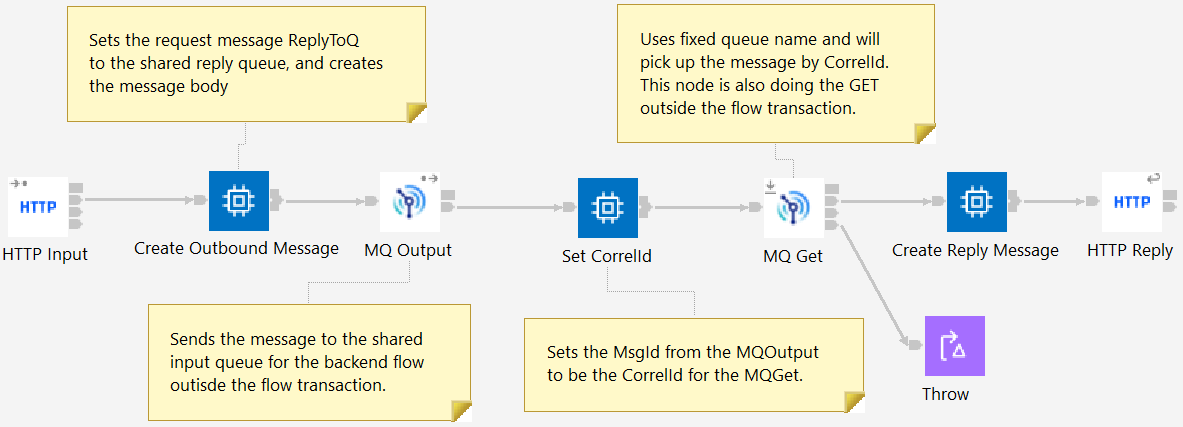 Sets the request message ReplyToQ
to the shared reply queue, and creates
the message body
Uses fixed queue name and will
pick up the message by CorrelId.
This node is also doing the GET
outside the flow transaction.
HTTP
HTTP Input
Create Outbound Message
MQ Output
Set CorrelId
MQ Get
Create Reply Message
HTTP
HTTP Reply
Sends the message to the shared
input queue for the backend flow
outisde the flow transaction.
Sets the MsgId from the MQOutput
to be the CorrelId for the MQGet.
Throw